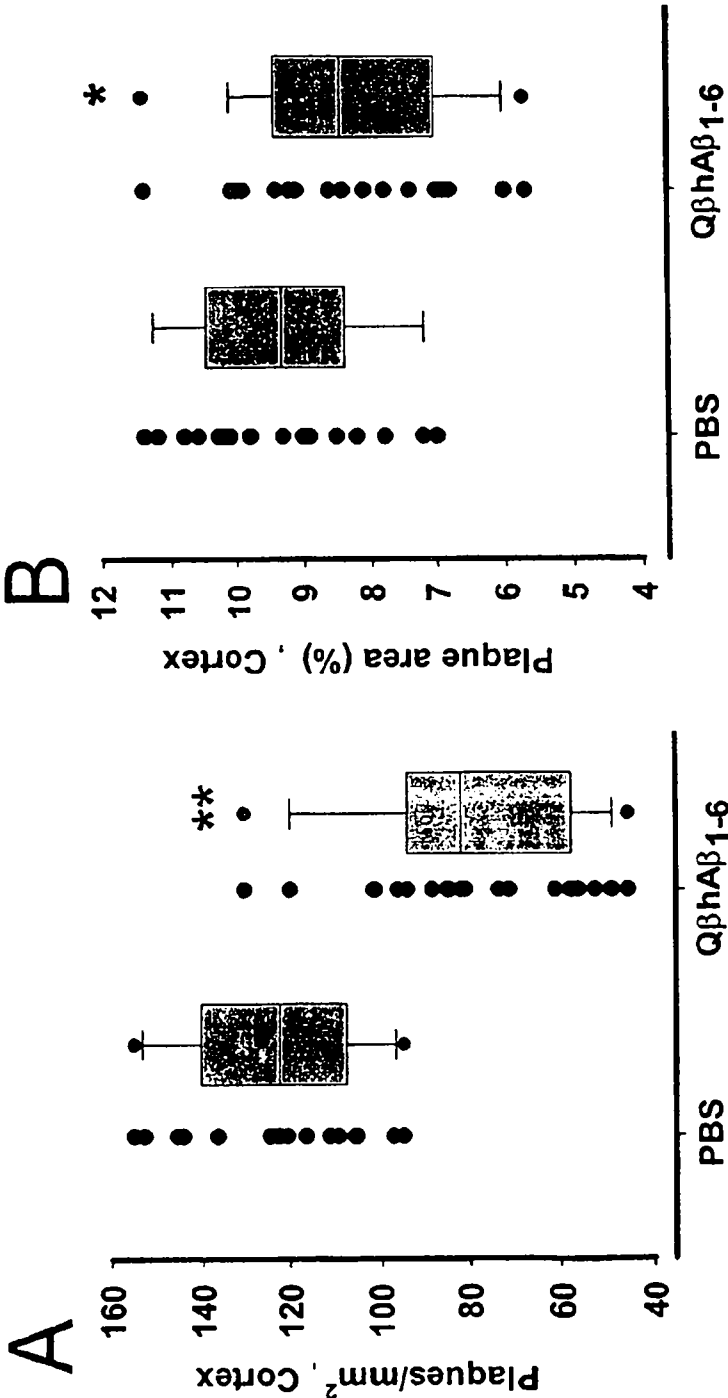 A
Plaques/mm², Cortex
160
140
120
100
80
60
40
**
PBS
QβhAβ1-6
B
Plaque area (%) , Cortex
12
11
10
9
8
7
6
5
4
*
PBS
QβhAβ1-6